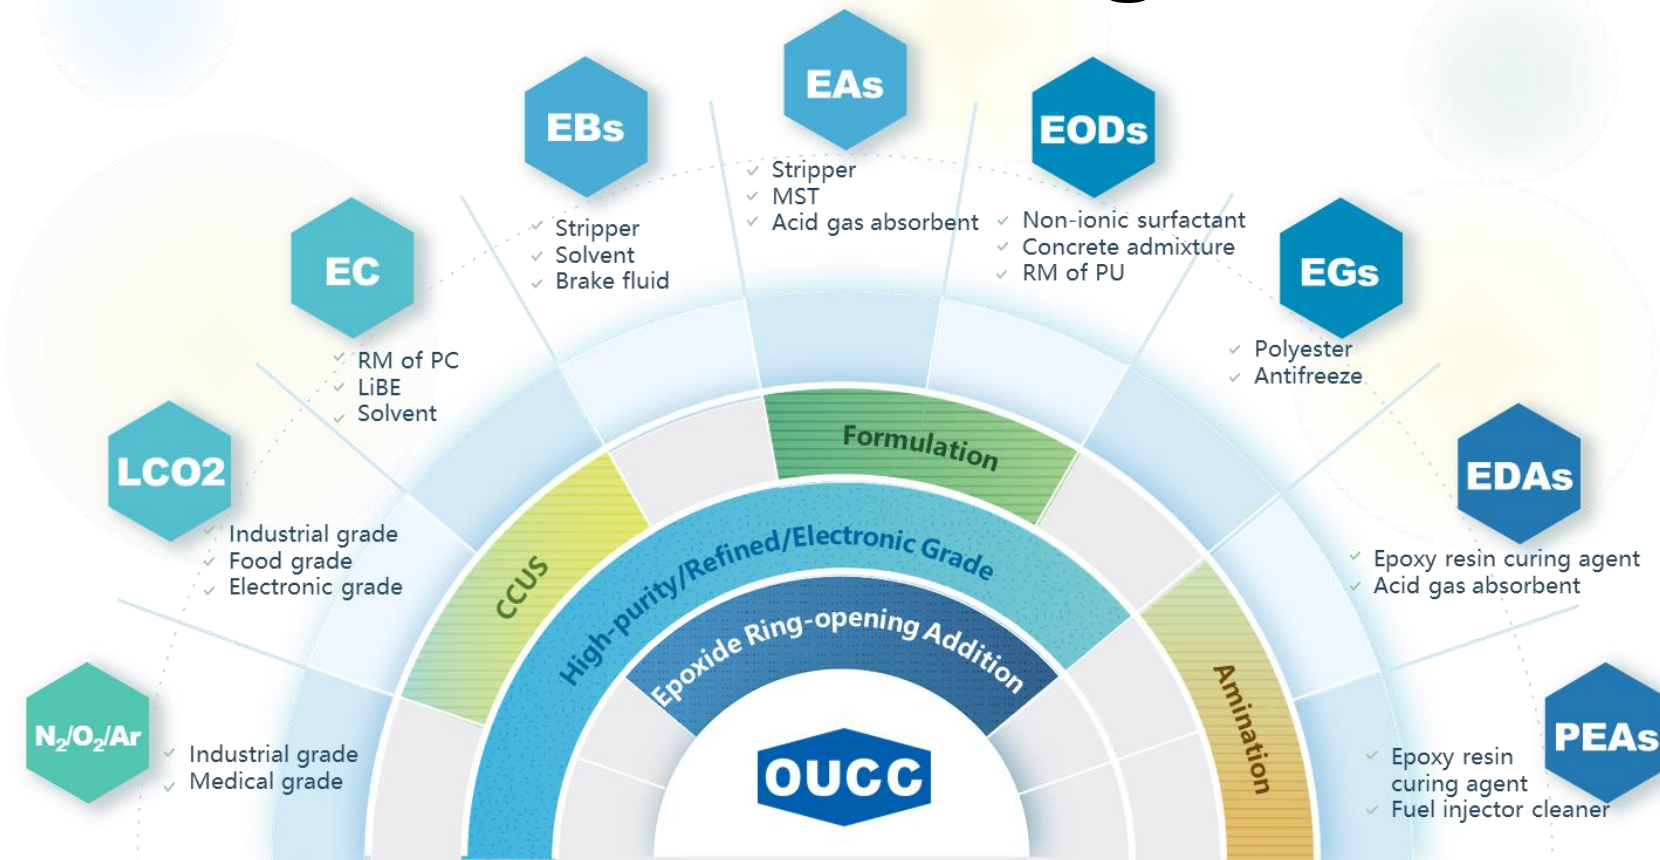 EAs
Stripper
MST
Acid gas absorbent
EBs
Stripper
Solvent
Brake fluid
EODs
Non-ionic surfactant
Concrete admixture
RM of PU
EC
RM of PC
LiBE
Solvent
EGs
Polyester
Antifreeze
LCO2
Industrial grade
Food grade
Electronic grade
EDAs
Epoxy resin curing agent
Acid gas absorbent
N₂/O₂/Ar
Industrial grade
Medical grade
PEAs
Epoxy resin
curing agent
Fuel injector cleaner
Formulation
CCUS
High-purity/Refined/Electronic Grade
Epoxide Ring-opening Addition
Amination
OUCC